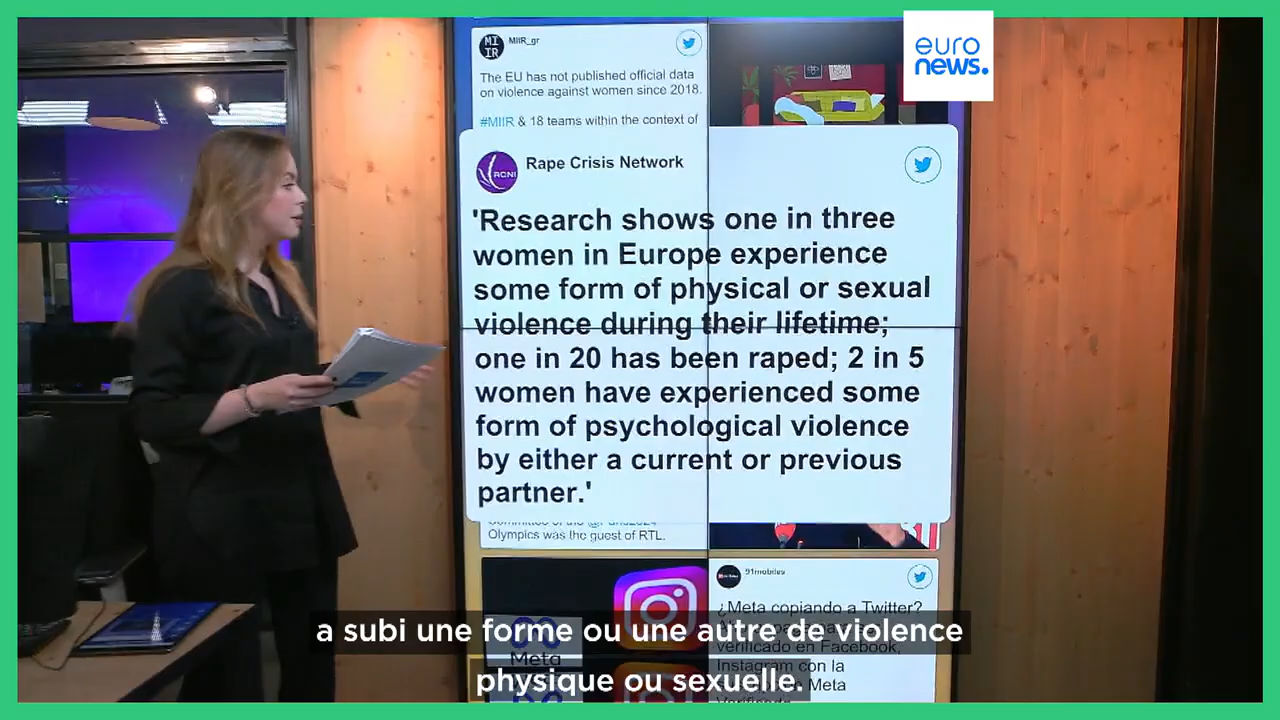 euro
news.
MIIR_gr
The EU has not published official data
on violence against women since 2018.
#MIIR & 18 teams within the context of
RCNI
Rape Crisis Network
'Research shows one in three
women in Europe experience
some form of physical or sexual
violence during their lifetime;
one in 20 has been raped; 2 in 5
women have experienced some
form of psychological violence
by either a current or previous
partner.'
Olympics was the guest of RTL.
91mobiles
¿Meta copiando a Twitter?
verificado en Facebook,
Instagram con la
Meta
Meta
a subi une forme ou une autre de violence
physique ou sexuelle.